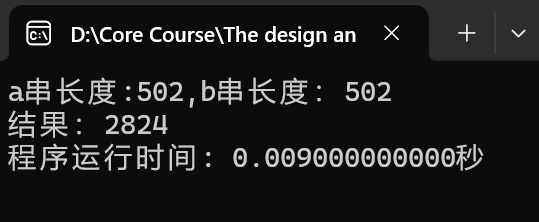 D:\Core Course\The design an
a串长度:502,b串长度: 502
结果: 2824
程序运行时间: 0.009000000000秒